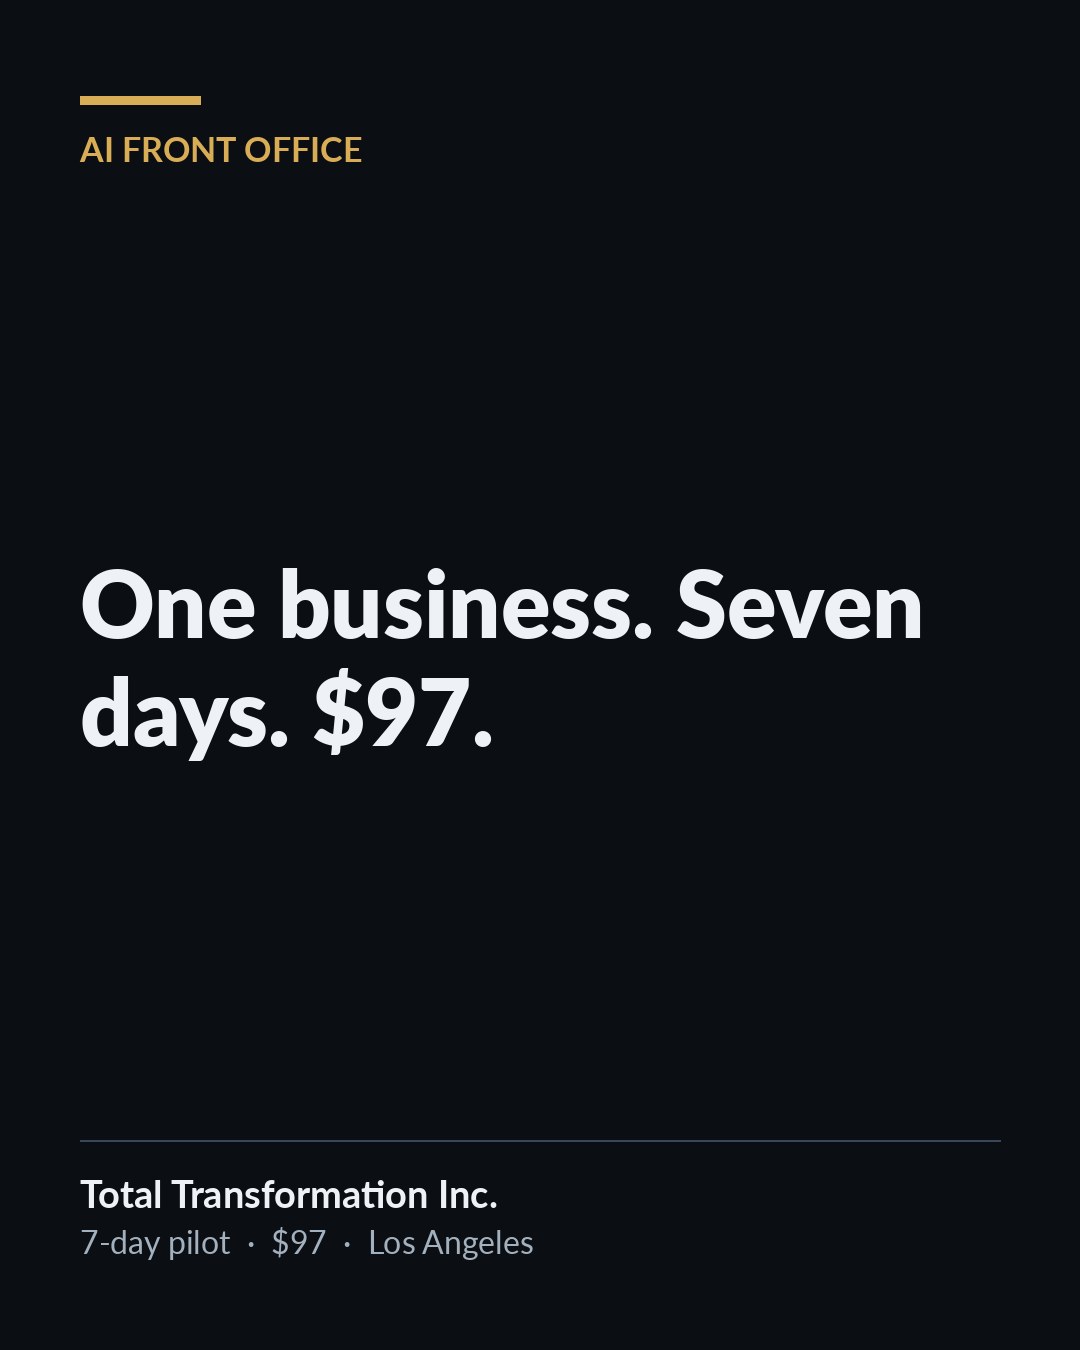 AI FRONT OFFICE
One business. Seven
days. $97.
Total Transformation Inc.
7-day pilot · $97 · Los Angeles